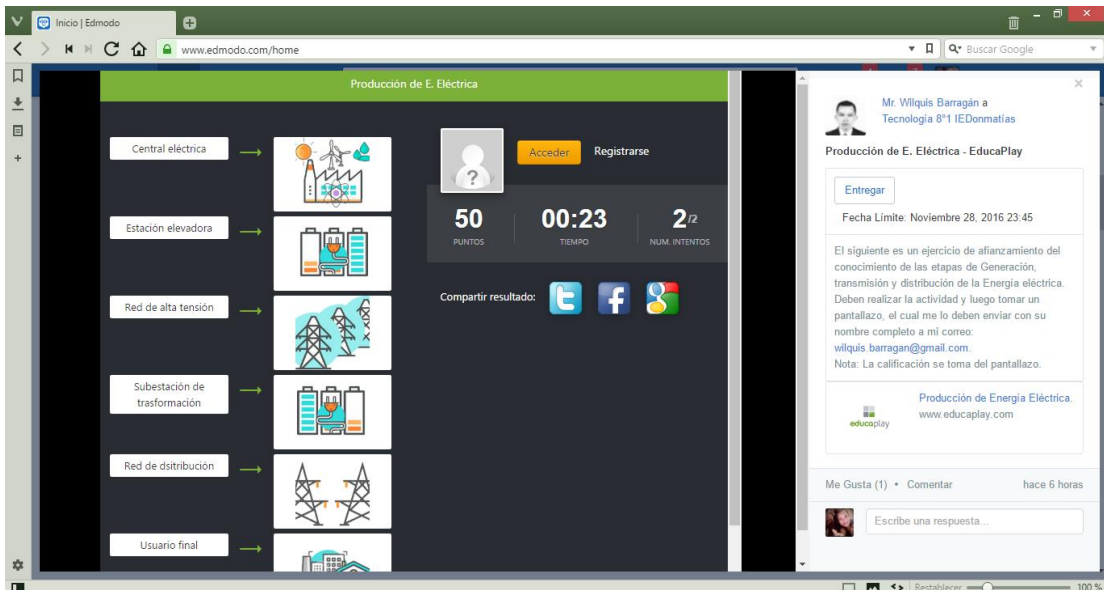 Inicio | Edmodo
www.edmodo.com/home
Buscar Google
Producción de E. Eléctrica
Central eléctrica
Estación elevadora
Red de alta tensión
Subestación de
trasformación
Red de dsitribución
Usuario final
Acceder
Registrarse
50
PUNTOS
00:23
TIEMPO
2/2
NUM. INTENTOS
Compartir resultado:
Mr. Wilquis Barragán a
Tecnología 8°1 IEDonmatías
Producción de E. Eléctrica - EducaPlay
Entregar
Fecha Límite: Noviembre 28, 2016 23:45
El siguiente es un ejercicio de afianzamiento del
conocimiento de las etapas de Generación,
transmisión y distribución de la Energía eléctrica.
Deben realizar la actividad y luego tomar un
pantallazo, el cual me lo deben enviar con su
nombre completo a mi correo:
wilquis.barragan@gmail.com.
Nota: La calificación se toma del pantallazo.
educaplay
Producción de Energía Eléctrica.
www.educaplay.com
Me Gusta (1) • Comentar
hace 6 horas
Escribe una respuesta...
Restablecer
100 %